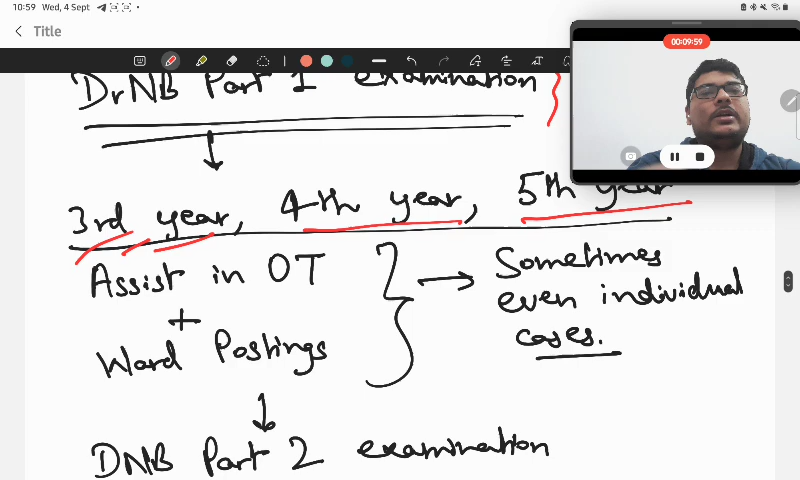 10:59 Wed, 4 Sept
Title
00:09:59
DrNB Part 1 examination
3rd year, 4th year, 5th year
Assist in OT
+
Ward Postings
Sometimes
even individual
cases.
DNB Part 2 examination